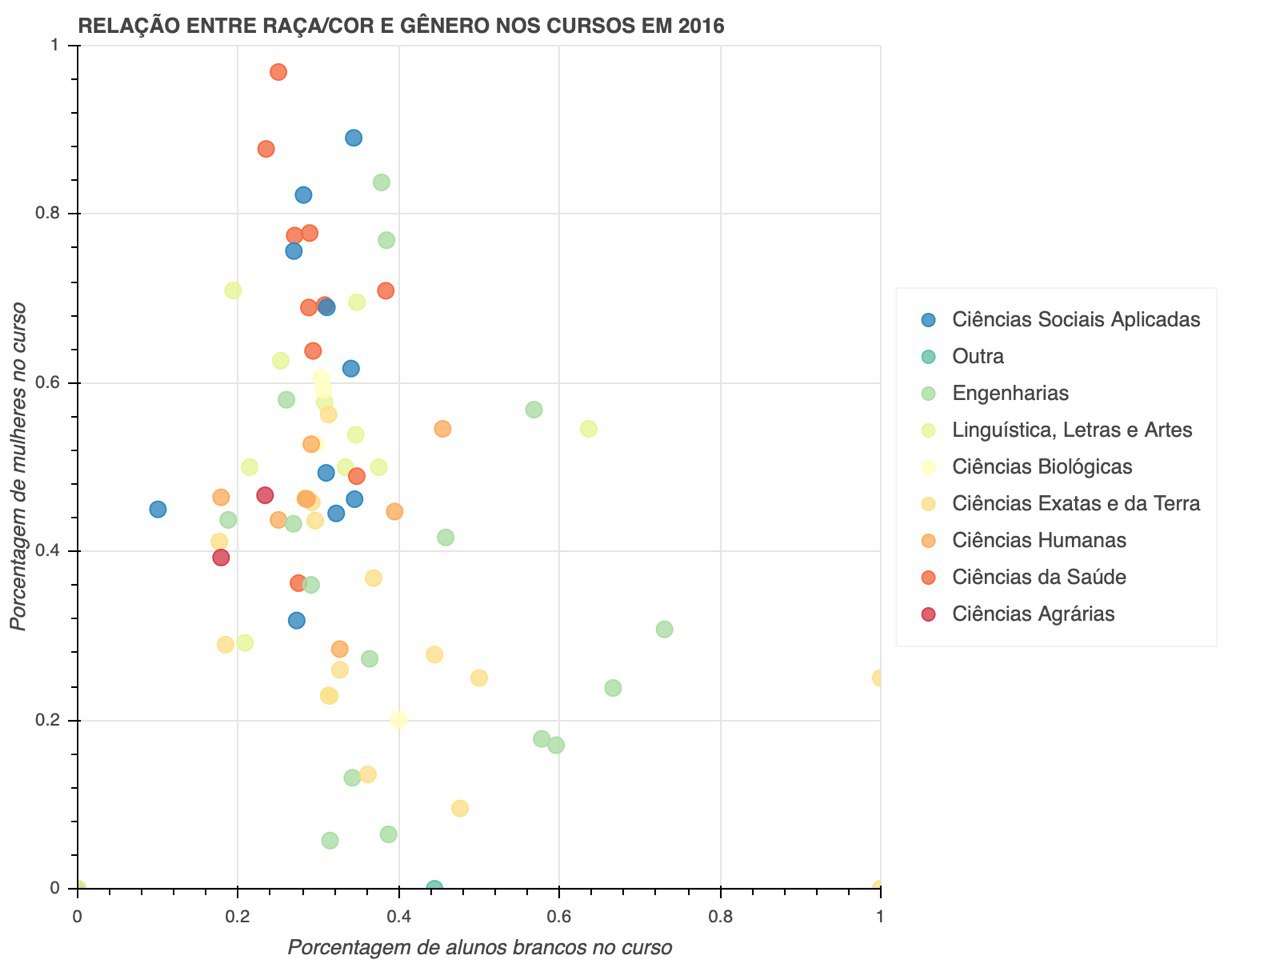 RELAÇÃO ENTRE RAÇA/COR E GÊNERO NOS CURSOS EM 2016
Porcentagem de mulheres no curso
1
0.8
0.6
0.4
0.2
0
0
0.2
0.4
0.6
0.8
1
Porcentagem de alunos brancos no curso
Ciências Sociais Aplicadas
Outra
Engenharias
Linguística, Letras e Artes
Ciências Biológicas
Ciências Exatas e da Terra
Ciências Humanas
Ciências da Saúde
Ciências Agrárias